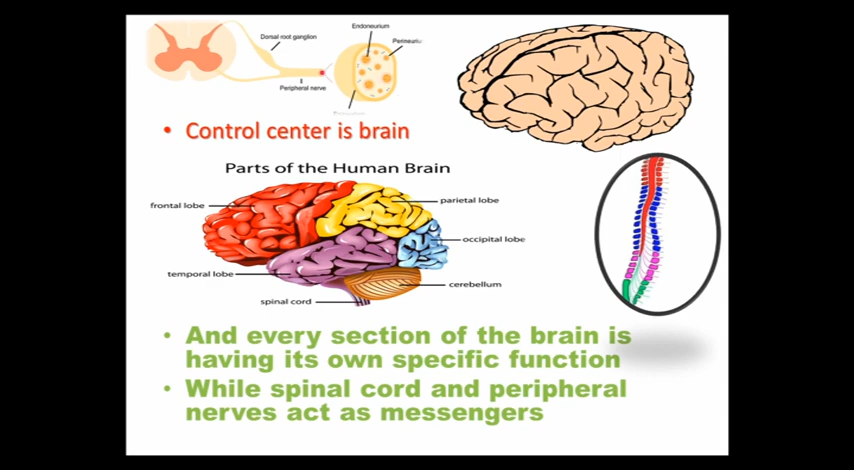 Endoneurium
Dorsal root ganglion
Perineuriu
Peripheral nerve
• Control center is brain
Parts of the Human Brain
frontal lobe
parietal lobe
occipital lobe
temporal lobe
cerebellum
spinal cord
• And every section of the brain is
having its own specific function
• While spinal cord and peripheral
nerves act as messengers